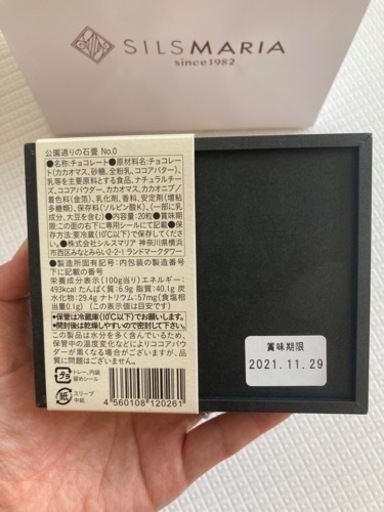 SILSMARIA
since1982
公園通りの石畳 No.0
●名称:チョコレート●原材料名:チョコレー
ト(カカオマス、砂糖、全粉乳、ココアバター)、
乳等を主要原料とする食品、ナチュラルチー
ズ、ココアパウダー、カカオマス、カカオニブ/
着色料(金箔)、乳化剤、香料、安定剤(増粘
多糖類)、保存料(ソルビン酸K)、(一部に乳
成分、大豆を含む)●内容量:20粒●賞味期
限:この面の右下に専用シールにて記載●保
存方法:要冷蔵(10℃以下)で保存してくださ
い●株式会社シルスマリア 神奈川県横浜
市西区みなとみらい2-2-1 ランドマークタワー
●製造所固有記号:内包装の製造番号
下に記載の番号
栄養成分表示(100g当り)エネルギー:
493kcal たんぱく質:6.9g 脂質:40.1g 炭
水化物:29.4g ナトリウム:57mg(食塩相
当量0.1g)(この表示値は目安です)
●保管は冷蔵庫(10℃以下)でお願いします。
●開封後は乾燥しやすいので密封してください
この製品は水分を多く含んでいるため、
保管中の温度変化などによりココアパウ
ダーが黒くなる場合がございますが、品
質に問題はございません。
プラ
トレー、内袋
留めシール
紙
スリーブ
中紙
4 560108 120261
賞味期限
2021.11.29